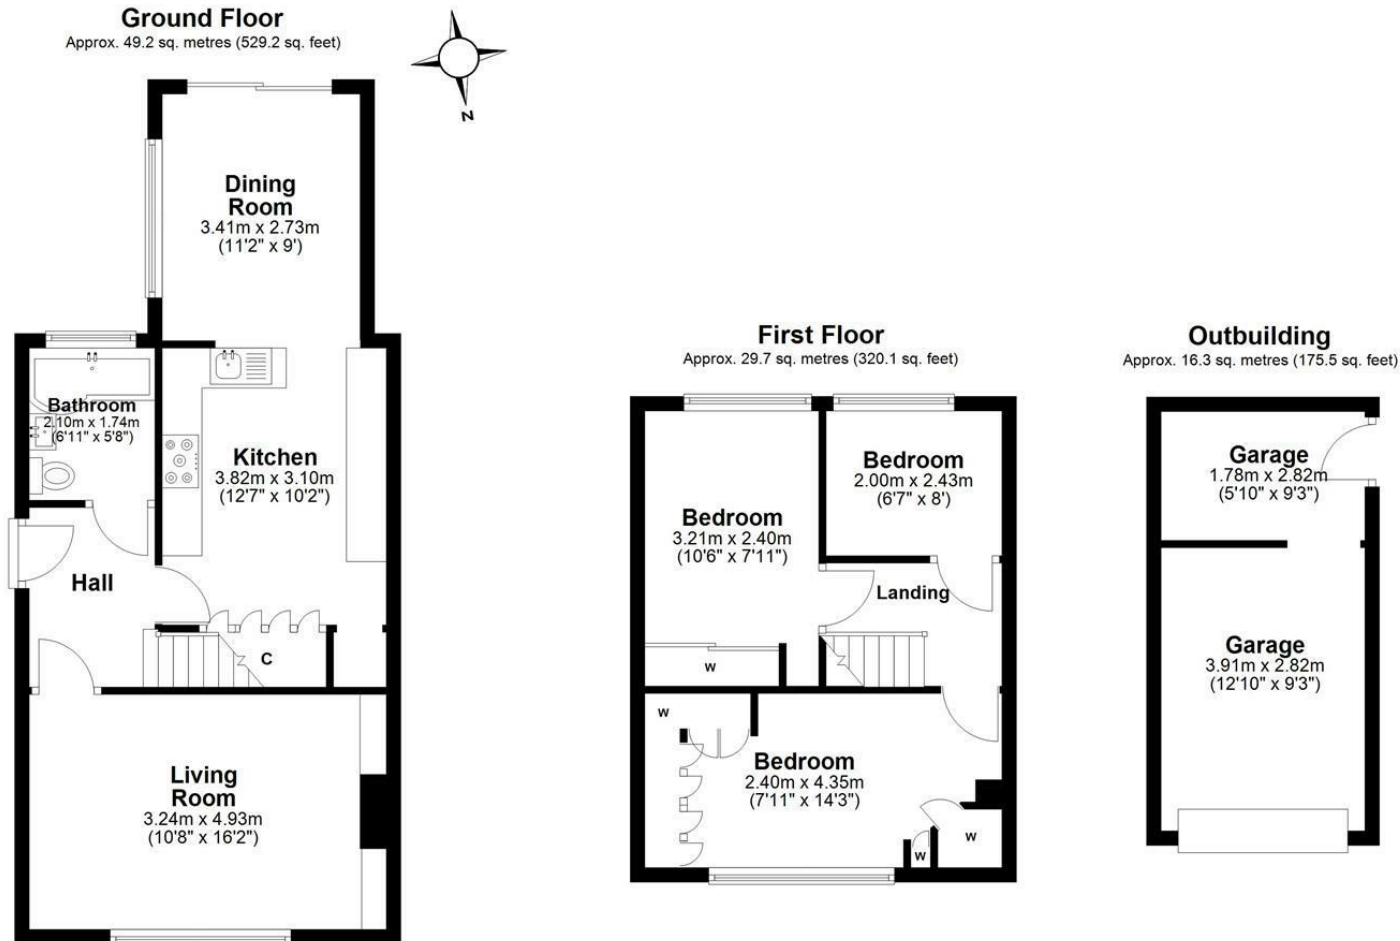 Ground Floor
Approx. 49.2 sq. metres (529.2 sq. feet)
N
Dining
Room
3.41m x 2.73m
(11'2" x 9')
Bathroom
2.10m x 1.74m
(6'11" x 5'8")
Kitchen
3.82m x 3.10m
(12'7" x 10'2")
Hall
C
Living
Room
3.24m x 4.93m
(10'8" x 16'2")
First Floor
Approx. 29.7 sq. metres (320.1 sq. feet)
Bedroom
2.00m x 2.43m
(6'7" x 8')
Bedroom
3.21m x 2.40m
(10'6" x 7'11")
Landing
W
W
Bedroom
2.40m x 4.35m
(7'11" x 14'3")
W
W
Outbuilding
Approx. 16.3 sq. metres (175.5 sq. feet)
Garage
1.78m x 2.82m
(5'10" x 9'3")
Garage
3.91m x 2.82m
(12'10" x 9'3")